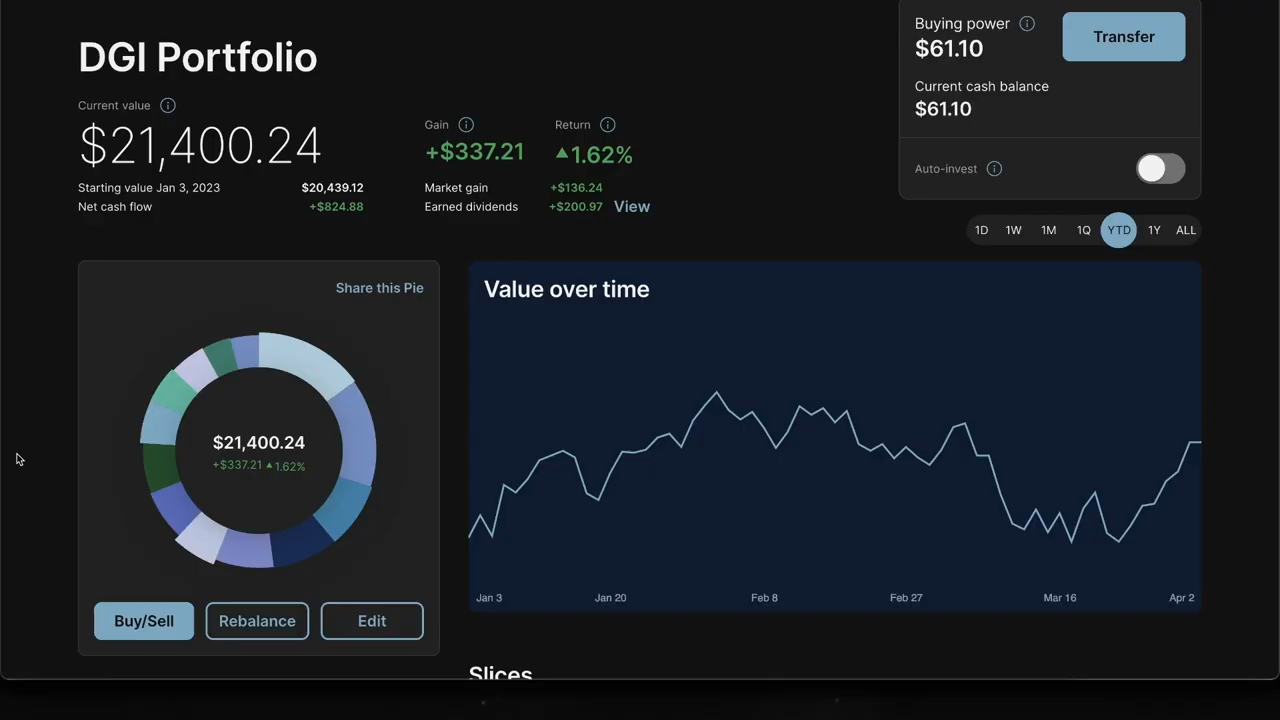 DGI Portfolio
Current value
$21,400.24
Starting value Jan 3, 2023 $20,439.12
Net cash flow +$824.88
Gain
+$337.21
Return
1.62%
Market gain +$136.24
Earned dividends +$200.97 View
Buying power
$61.10
Transfer
Current cash balance
$61.10
Auto-invest
1D 1W 1M 1Q YTD 1Y ALL
Share this Pie
$21,400.24
+$337.21 1.62%
Buy/Sell Rebalance Edit
Value over time
Jan 3 Jan 20 Feb 8 Feb 27 Mar 16 Apr 2
Slices